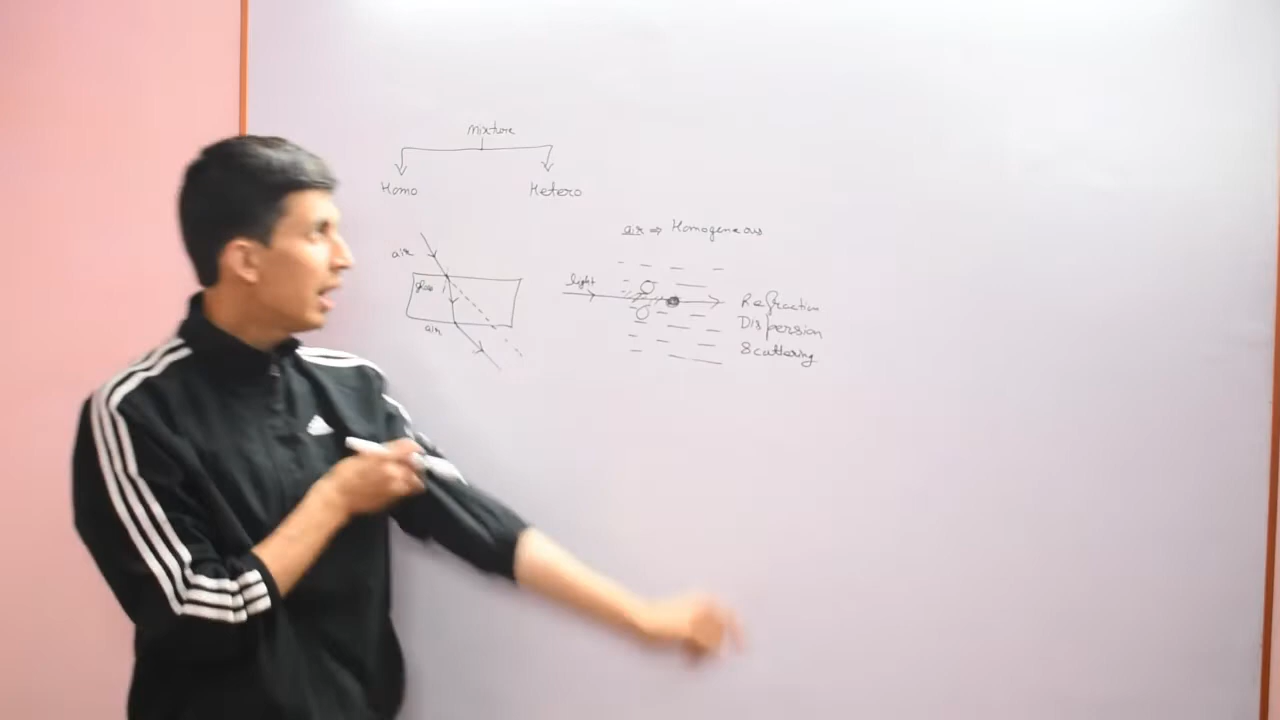 Mixture
Homo
Hetero
air ⇒ Homogeneous
air
glass
air
light
Refraction
Dispersion
Scattering